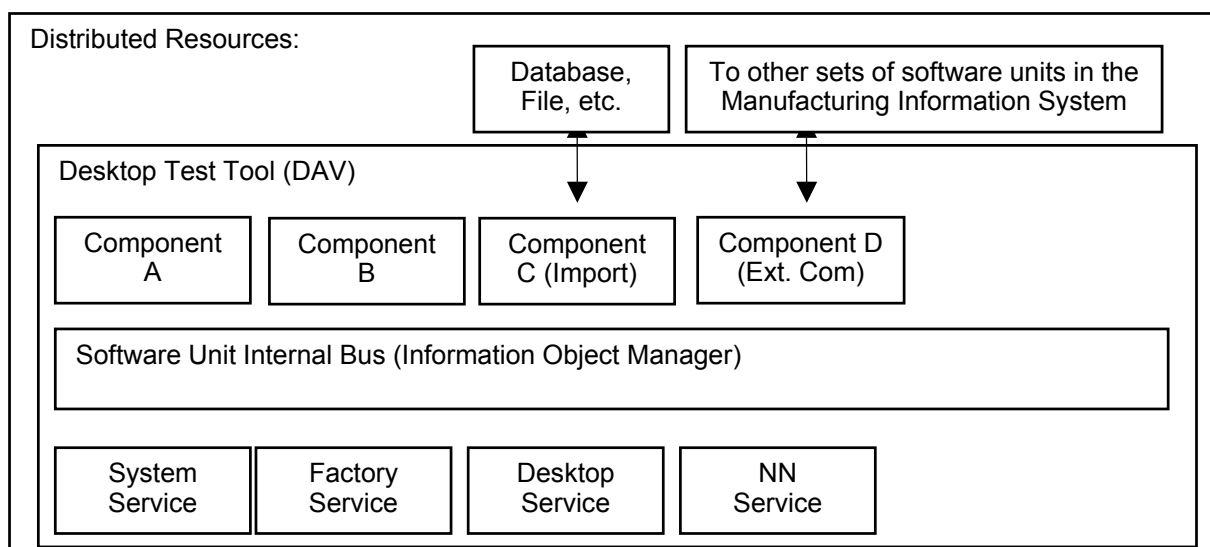 Distributed Resources:
Database,
File, etc.
To other sets of software units in the
Manufacturing Information System
Desktop Test Tool (DAV)
Component
A
Component
B
Component
C (Import)
Component D
(Ext. Com)
Software Unit Internal Bus (Information Object Manager)
System
Service
Factory
Service
Desktop
Service
NN
Service